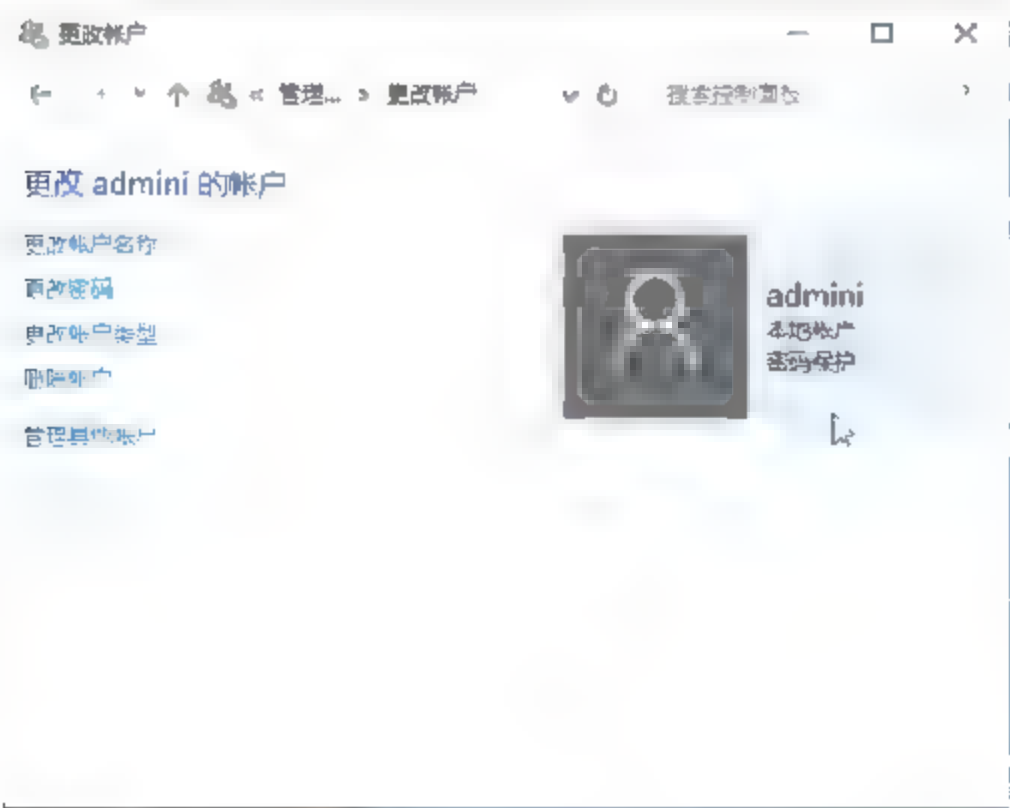 更改帐户
« 管理... > 更改帐户
搜索控制面板
更改 admini 的帐户
更改帐户名称
更改密码
更改帐户类型
删除帐户
管理其他帐户
admini
本地帐户
密码保护